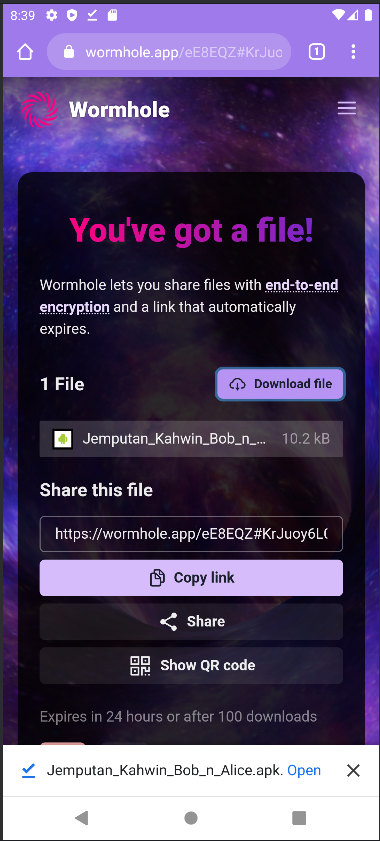 8:39
wormhole.app/eE8EQZ#KrJuo
1
Wormhole
You've got a file!
Wormhole lets you share files with end-to-end
encryption and a link that automatically
expires.
1 File
Download file
Jemputan_Kahwin_Bob_n_... 10.2 kB
Share this file
https://wormhole.app/eE8EQZ#KrJuoy6L
Copy link
Share
Show QR code
Expires in 24 hours or after 100 downloads
Jemputan_Kahwin_Bob_n_Alice.apk. Open